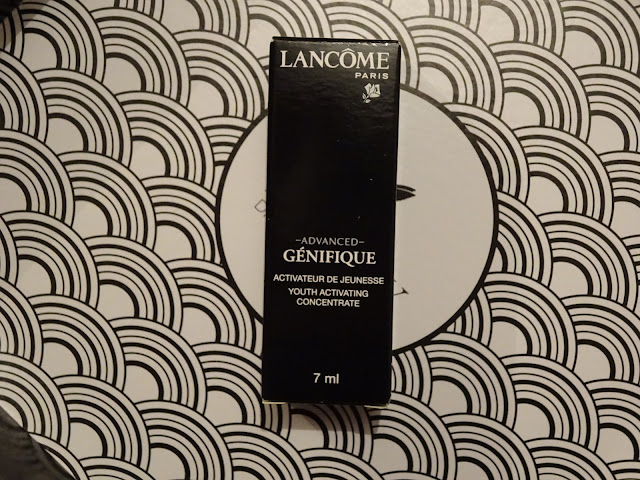 LANCÔME
PARIS
–ADVANCED–
GÉNIFIQUE
ACTIVATEUR DE JEUNESSE
YOUTH ACTIVATING
CONCENTRATE
7 ml